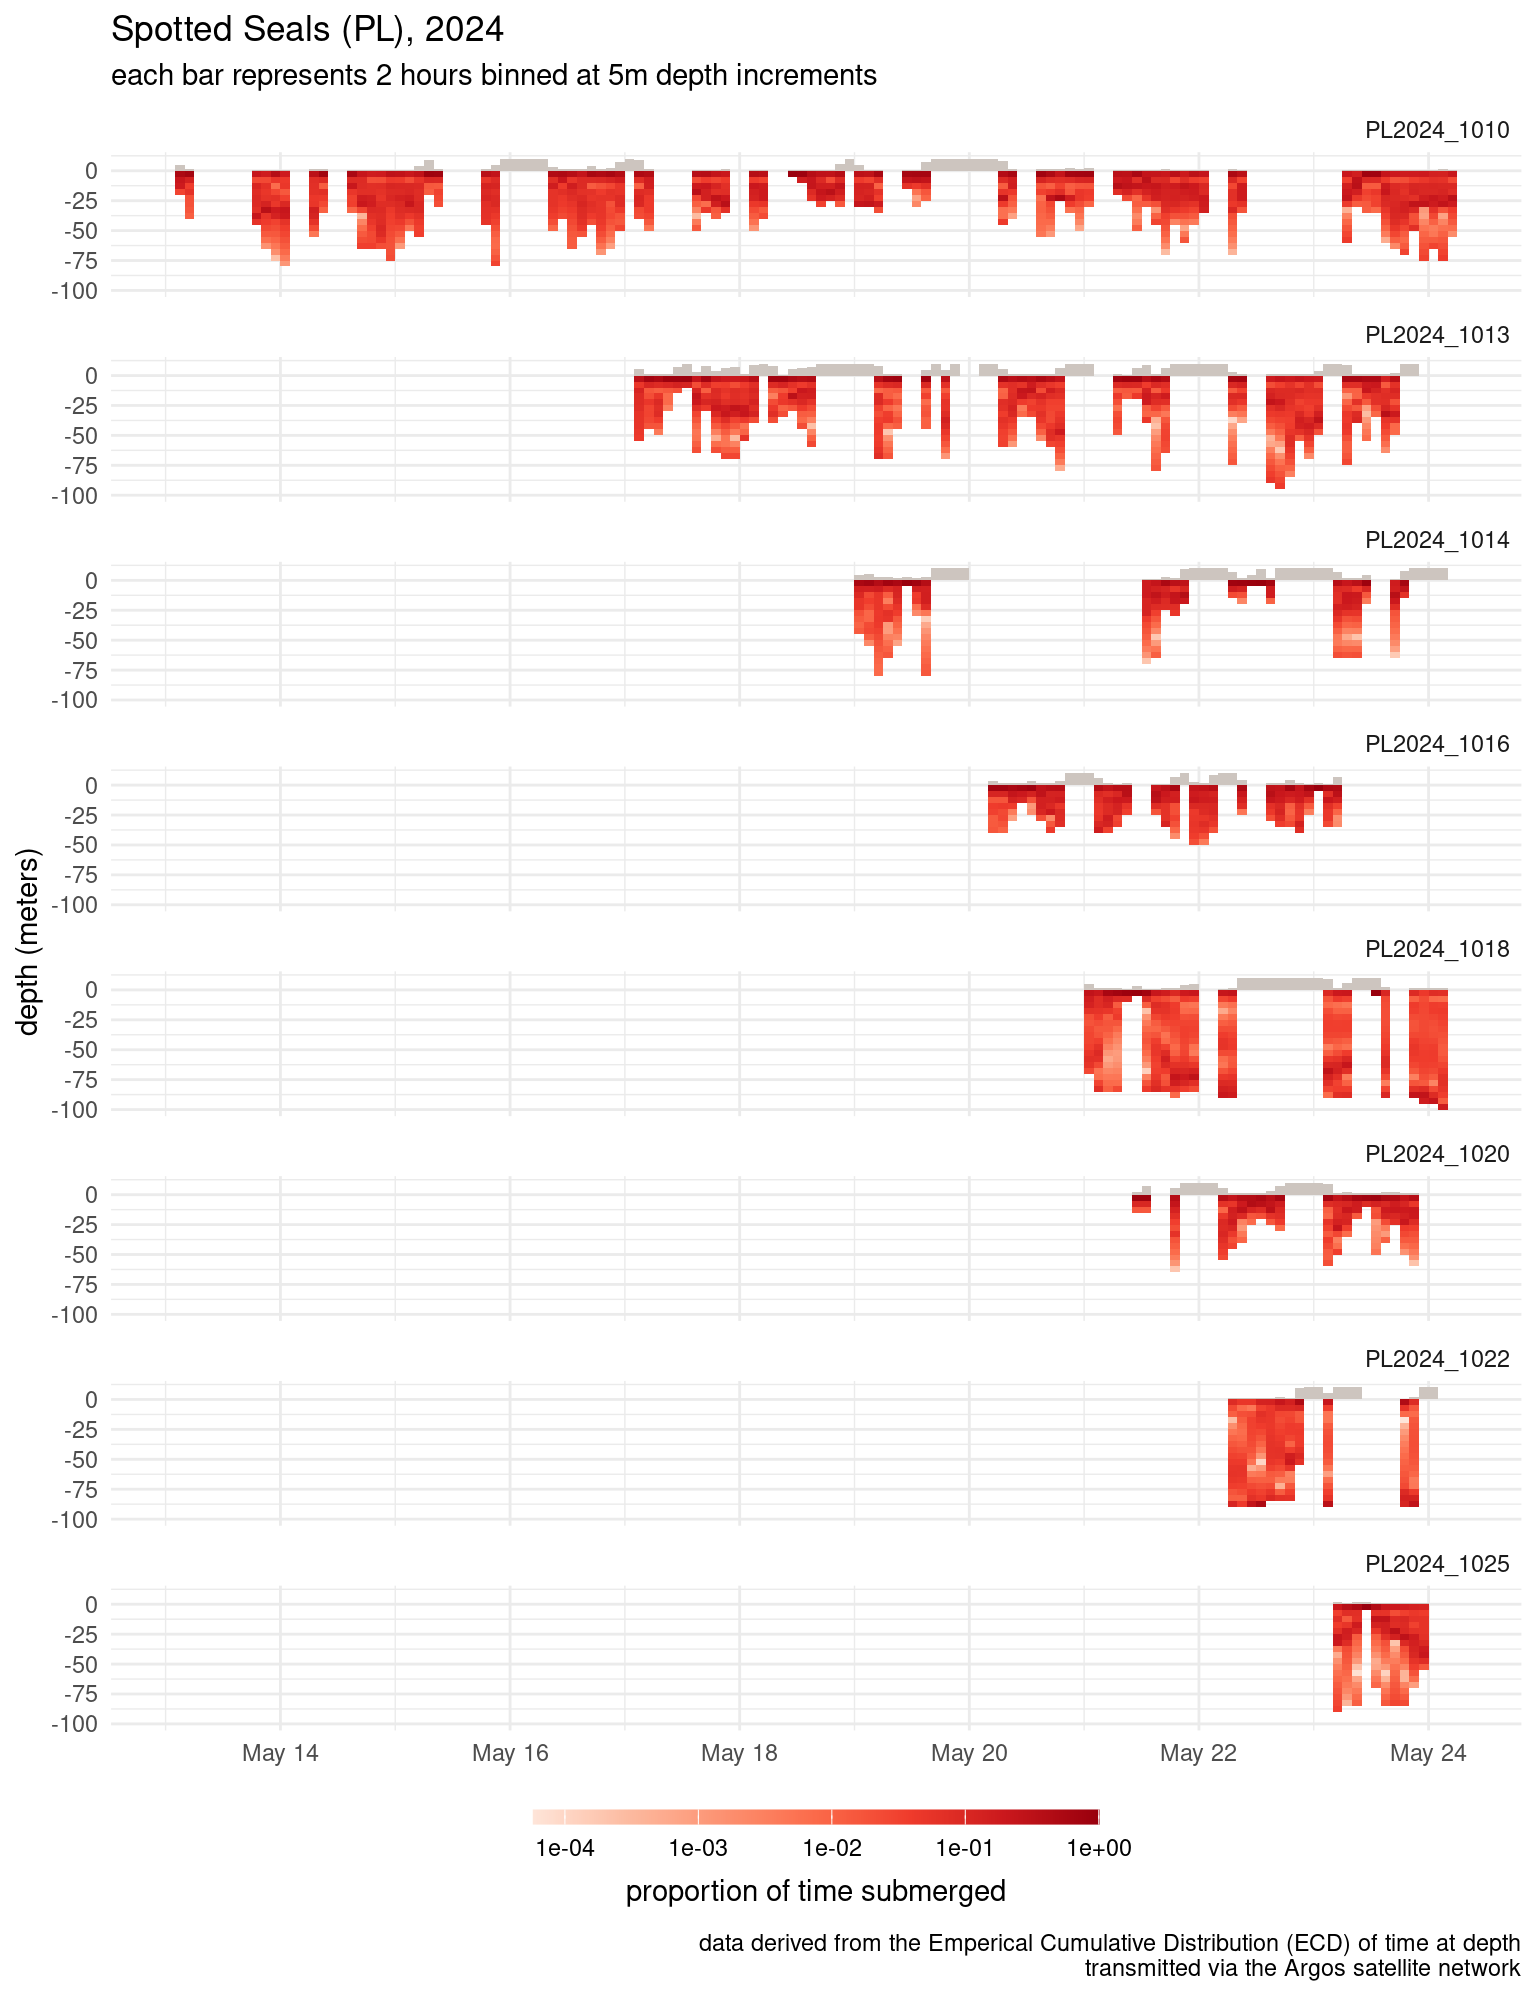 Spotted Seals (PL), 2024
each bar represents 2 hours binned at 5m depth increments
PL2024_1010
0
-25
-50
-75
-100
PL2024_1013
0
-25
-50
-75
-100
PL2024_1014
0
-25
-50
-75
-100
PL2024_1016
0
-25
-50
-75
-100
depth (meters)
PL2024_1018
0
-25
-50
-75
-100
PL2024_1020
0
-25
-50
-75
-100
PL2024_1022
0
-25
-50
-75
-100
PL2024_1025
0
-25
-50
-75
-100
May 14 May 16 May 18 May 20 May 22 May 24
1e-04 1e-03 1e-02 1e-01 1e+00
proportion of time submerged
data derived from the Emperical Cumulative Distribution (ECD) of time at depth
transmitted via the Argos satellite network